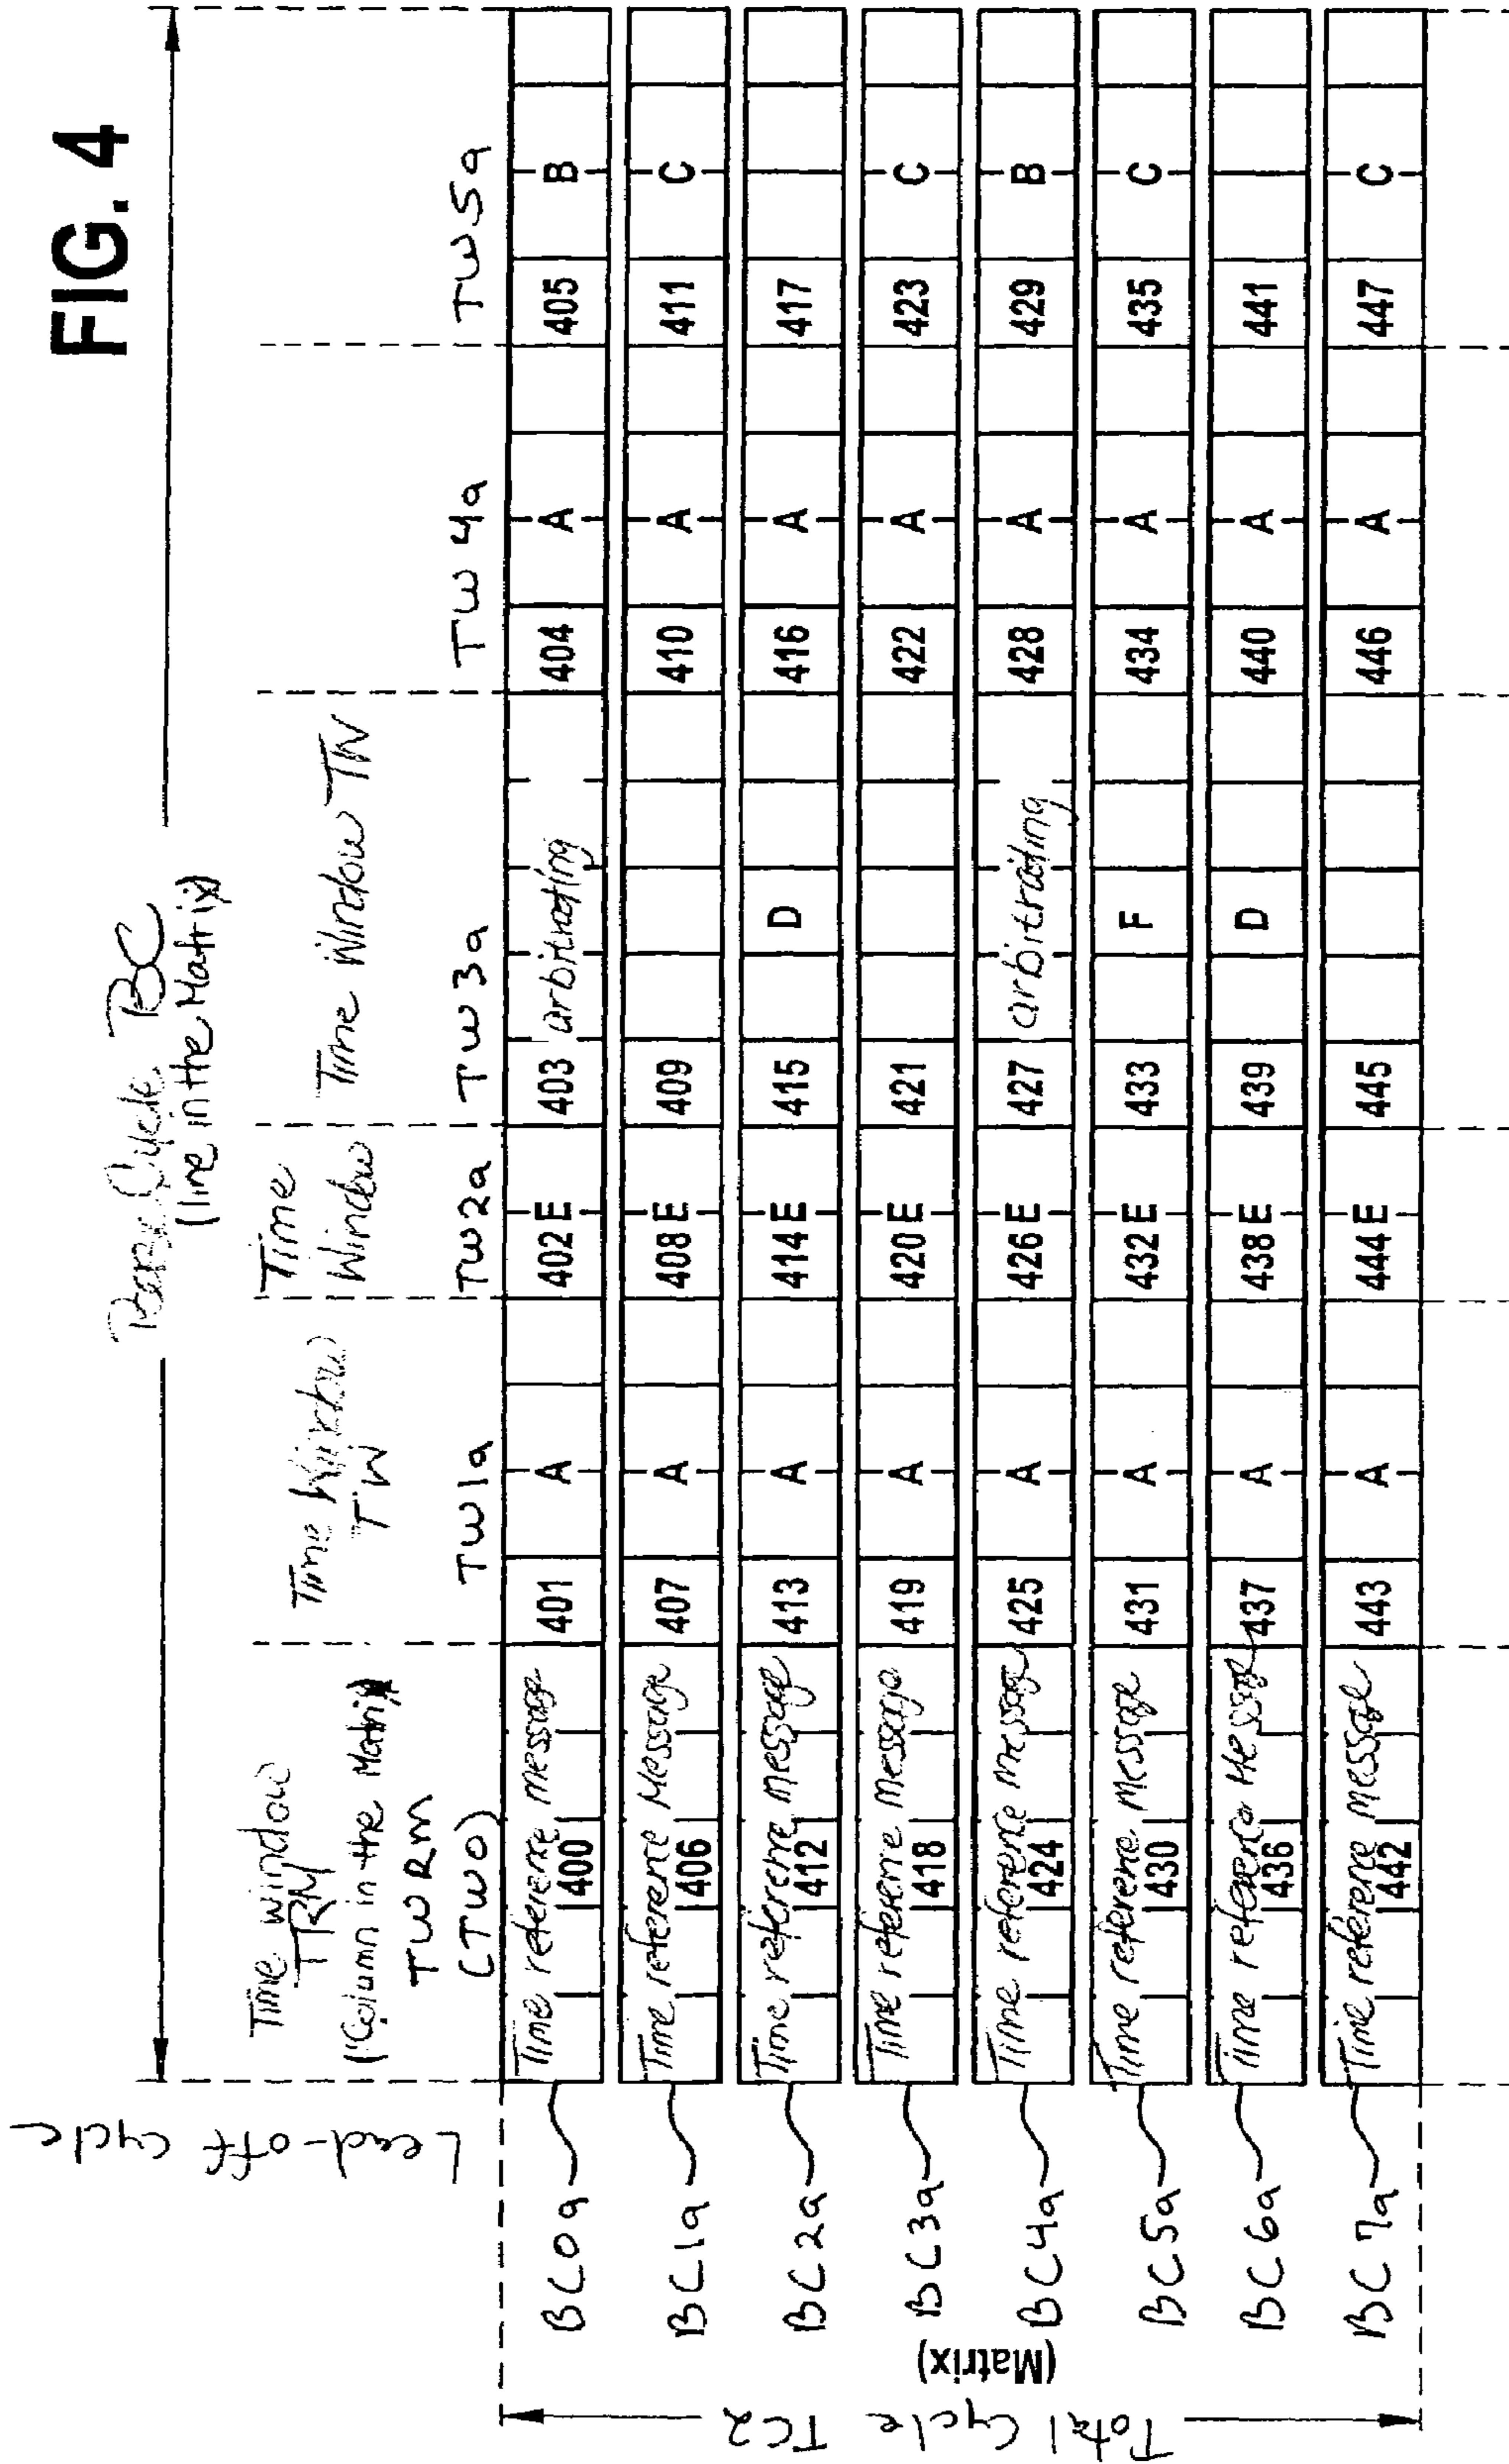 FIG. 4
Basic Cycle BC
(line in the Matrix)
Lead-off Cycle
Time window
TRM
(Column in the Matrix)
TWRM
(TW0)
Time Window
TW
TW1a
Time
Window
TW2a
Time Window TW
TW3a
TW4a
TW5a
BC0a Time reference message 400 401 A 402 E 403 arbitrating 404 A 405 B
BC1a Time reference Message 406 407 A 408 E 409 410 A 411 C
BC2a Time reference message 412 413 A 414 E 415 D 416 A 417
BC3a Time reference message 418 419 A 420 E 421 422 A 423 C
BC4a Time reference message 424 425 A 426 E 427 arbitrating 428 A 429 B
BC5a Time reference Message 430 431 A 432 E 433 F 434 A 435 C
BC6a Time reference Message 436 437 A 438 E 439 D 440 A 441
BC7a Time reference message 442 443 A 444 E 445 446 A 447 C
Total Cycle TC2
(Matrix)